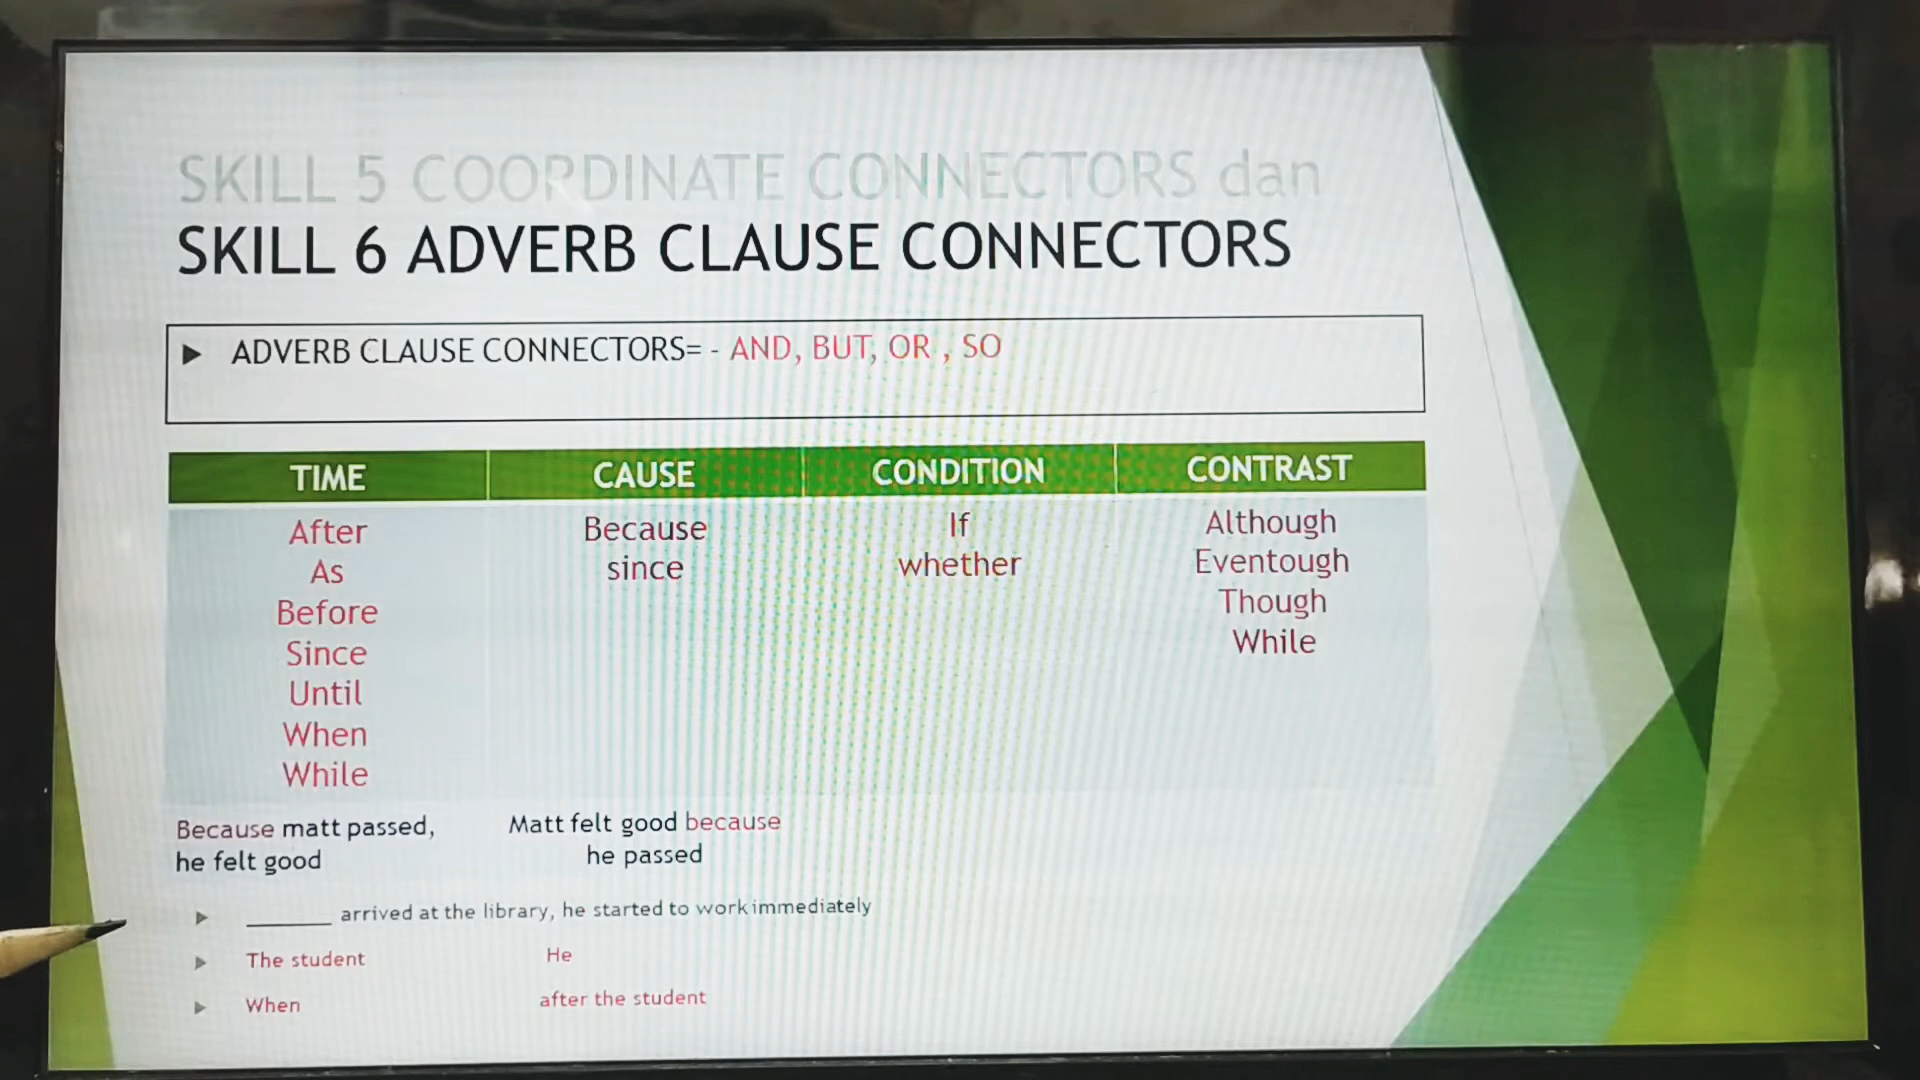 SKILL 5 COORDINATE CONNECTORS dan
SKILL 6 ADVERB CLAUSE CONNECTORS
ADVERB CLAUSE CONNECTORS= - AND, BUT, OR , SO
TIME CAUSE CONDITION CONTRAST
After Because If Although
As since whether Eventough
Before Though
Since While
Until
When
While
Because matt passed, Matt felt good because
he felt good he passed
________ arrived at the library, he started to work immediately
The student He
When after the student